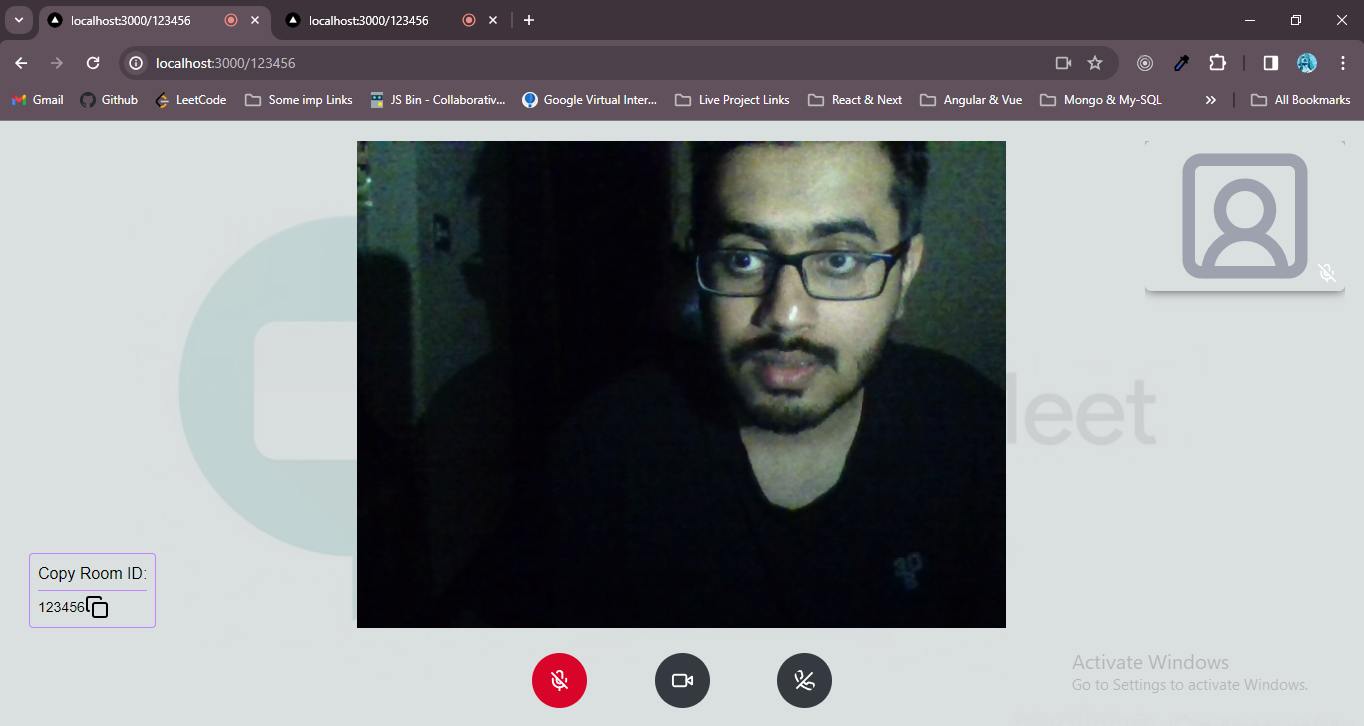 localhost:3000/123456
localhost:3000/123456
localhost:3000/123456
Gmail
Github
LeetCode
Some imp Links
JS Bin - Collaborativ...
Google Virtual Inter...
Live Project Links
React & Next
Angular & Vue
Mongo & My-SQL
All Bookmarks
leet
Copy Room ID:
123456
Activate Windows
Go to Settings to activate Windows.